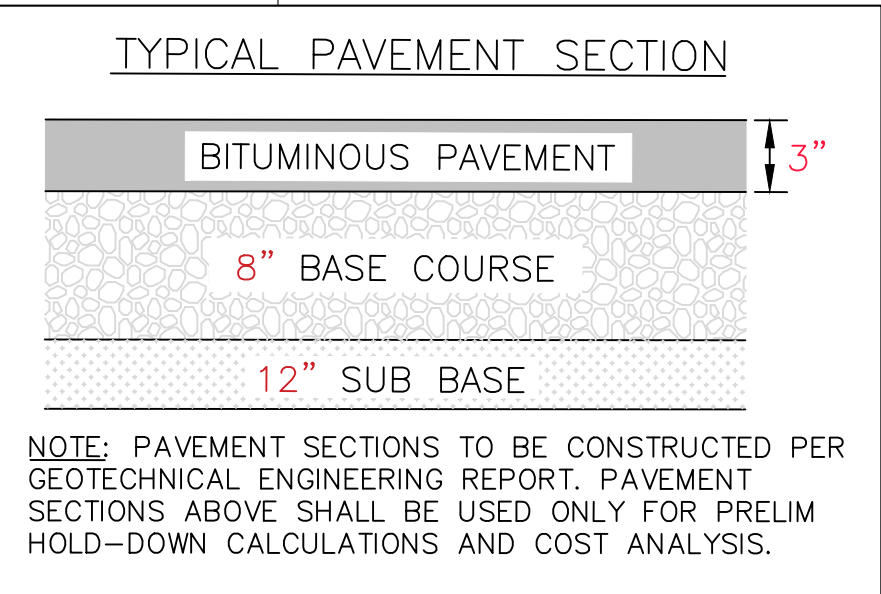 TYPICAL PAVEMENT SECTION
BITUMINOUS PAVEMENT
3”
8” BASE COURSE
12” SUB BASE
NOTE: PAVEMENT SECTIONS TO BE CONSTRUCTED PER
GEOTECHNICAL ENGINEERING REPORT. PAVEMENT
SECTIONS ABOVE SHALL BE USED ONLY FOR PRELIM
HOLD-DOWN CALCULATIONS AND COST ANALYSIS.